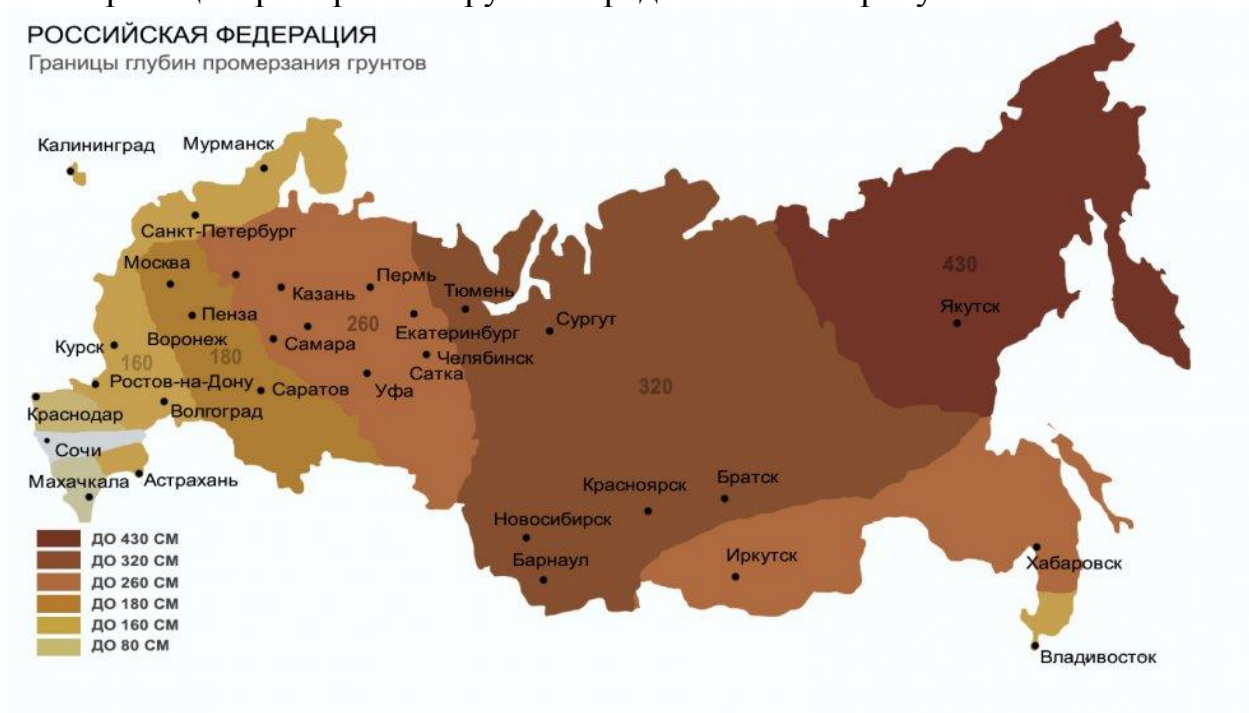 РОССИЙСКАЯ ФЕДЕРАЦИЯ
Границы глубин промерзания грунтов
Калининград
Мурманск
Санкт-Петербург
Москва
Казань
Пермь
Тюмень
Пенза
Екатеринбург
Сургут
430
Якутск
Курск
160
Воронеж
180
Самара
260
Челябинск
Сатка
320
Ростов-на-Дону
Саратов
Уфа
Краснодар
Волгоград
Сочи
Махачкала
Астрахань
Красноярск
Братск
Новосибирск
Барнаул
Иркутск
Хабаровск
Владивосток
ДО 430 СМ
ДО 320 СМ
ДО 260 СМ
ДО 180 СМ
ДО 160 СМ
ДО 80 СМ